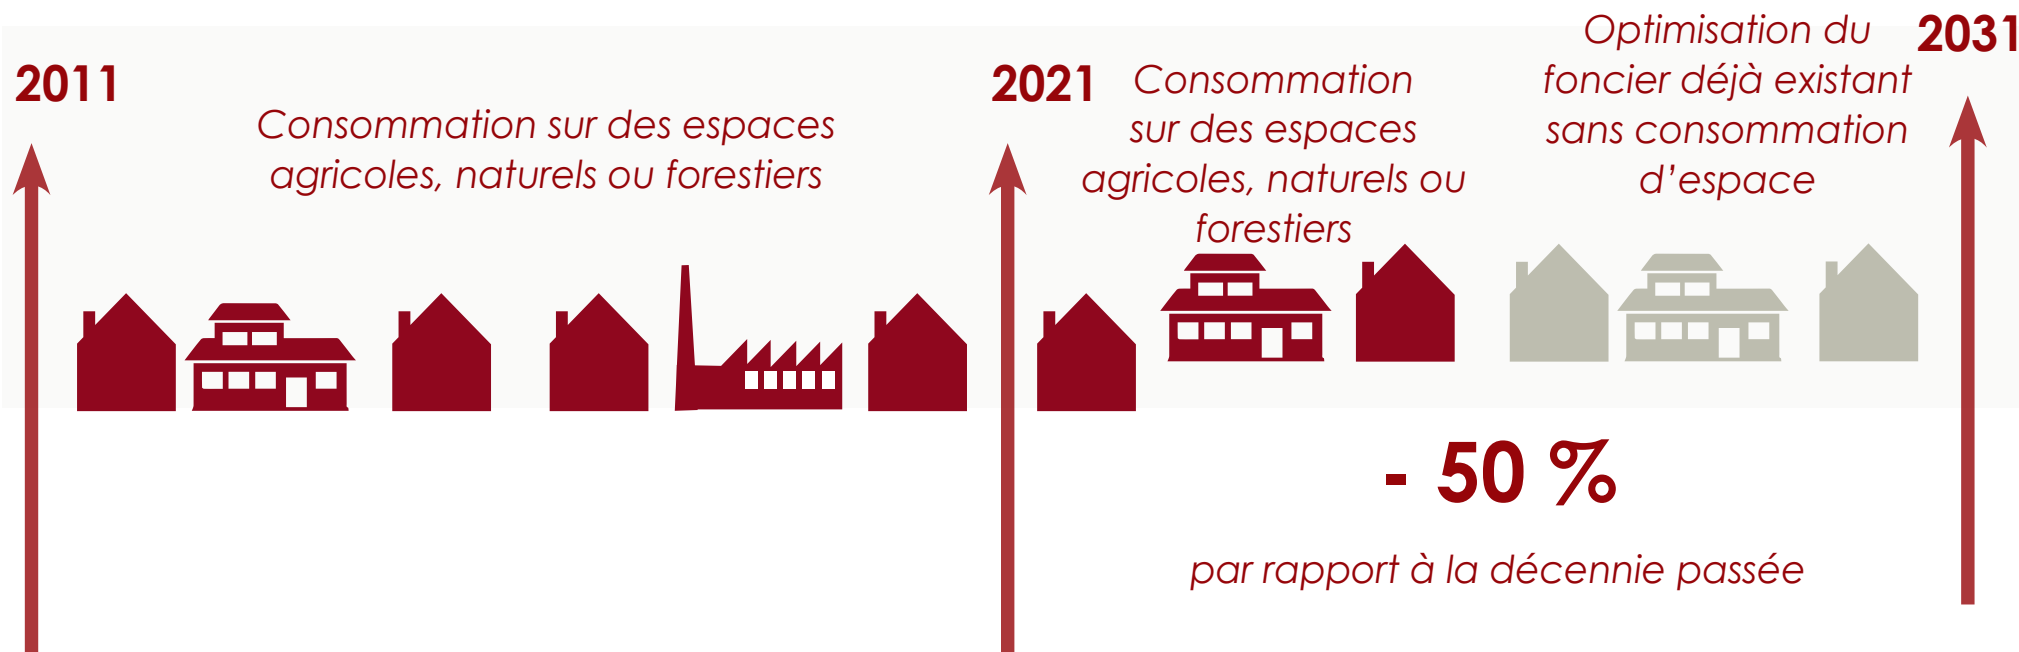 2011
Consommation sur des espaces
agricoles, naturels ou forestiers
2021
Consommation
sur des espaces
agricoles, naturels ou
forestiers
Optimisation du
foncier déjà existant
sans consommation
d’espace
2031
- 50 %
par rapport à la décennie passée